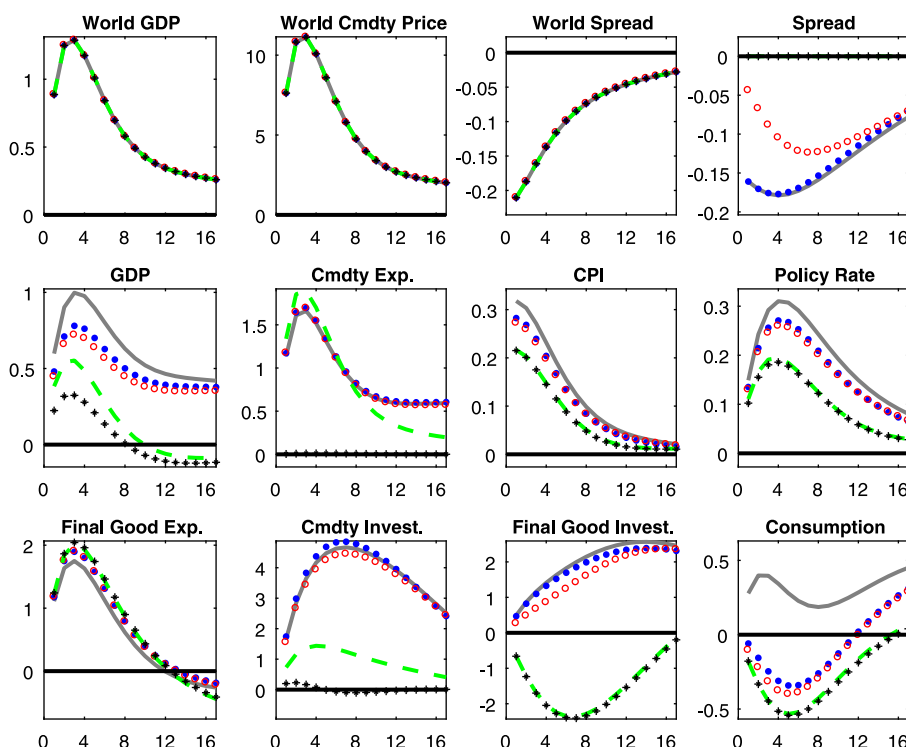 World GDP
World Cmdty Price
World Spread
Spread
1
0
0 4 8 12 16
10
5
0
0 4 8 12 16
0
-0.05
-0.1
-0.15
-0.2
0 4 8 12 16
0
-0.05
-0.1
-0.15
-0.2
0 4 8 12 16
GDP
Cmdty Exp.
CPI
Policy Rate
1
0.5
0
0 4 8 12 16
1.5
1
0.5
0.0
0 4 8 12 16
0.3
0.2
0.1
0
0 4 8 12 16
0.3
0.2
0.1
0
0 4 8 12 16
Final Good Exp.
Cmdty Invest.
Final Good Invest.
Consumption
2
1
0
0 4 8 12 16
4
3
2
1
0
0 4 8 12 16
2
1
0
-1
-2
0 4 8 12 16
0.5
0
-0.5
0 4 8 12 16